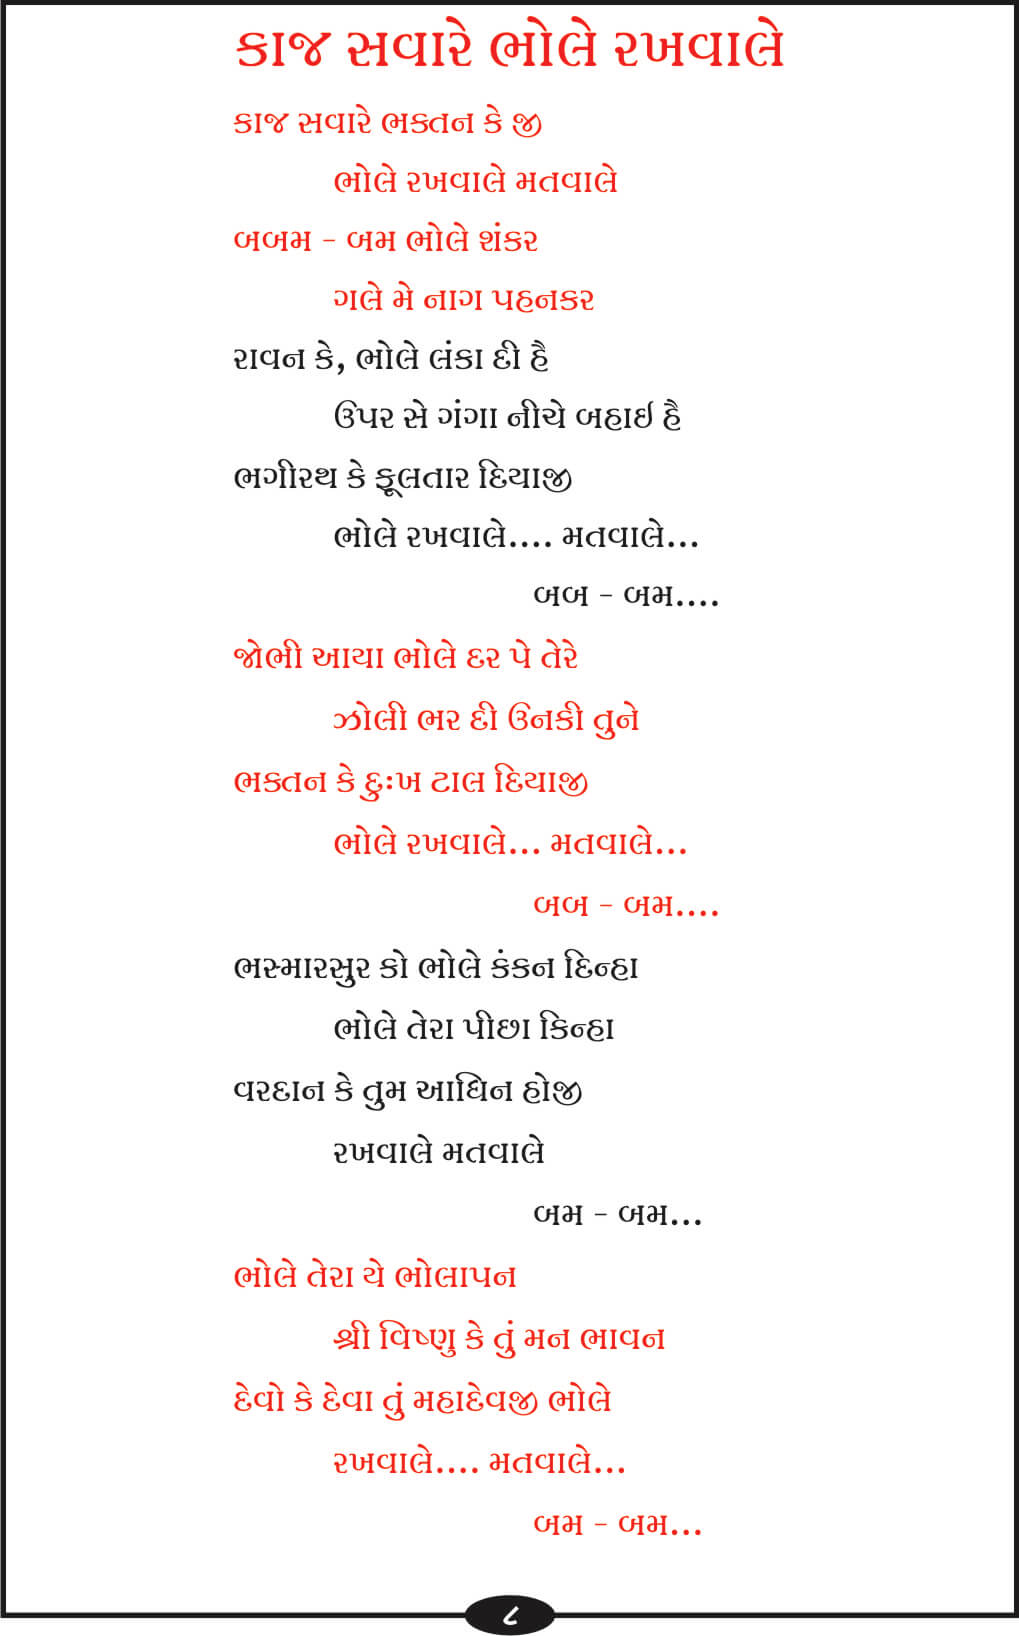 કાજ સવારે ભોલે રખવાલે
કાજ સવારે ભક્તન કે જી
ભોલે રખવાલે મતવાલે
બબમ - બમ ભોલે શંકર
ગલે મે નાગ પહનકર
રાવન કે, ભોલે લંકા દી હૈ
ઉપર સે ગંગા નીચે બહાઈ હૈ
ભગીરથ કે ફૂલતાર દિયાજી
ભોલે રખવાલે.... મતવાલે...
બબ - બમ....
જોભી આયા ભોલે દર પે તેરે
ઝોલી ભર દી ઉનકી તુને
ભક્તન કે દુઃખ ટાલ દિયાજી
ભોલે રખવાલે... મતવાલે...
બબ - બમ....
ભસ્મારસુર કો ભોલે કંકન દિન્હા
ભોલે તેરા પીછા કિન્હા
વરદાન કે તુમ આધિન હોજી
રખવાલે મતવાલે
બમ - બમ...
ભોલે તેરા યે ભોલાપન
શ્રી વિષ્ણુ કે તું મન ભાવન
દેવો કે દેવા તું મહાદેવજી ભોલે
રખવાલે.... મતવાલે...
બમ - બમ...
૮